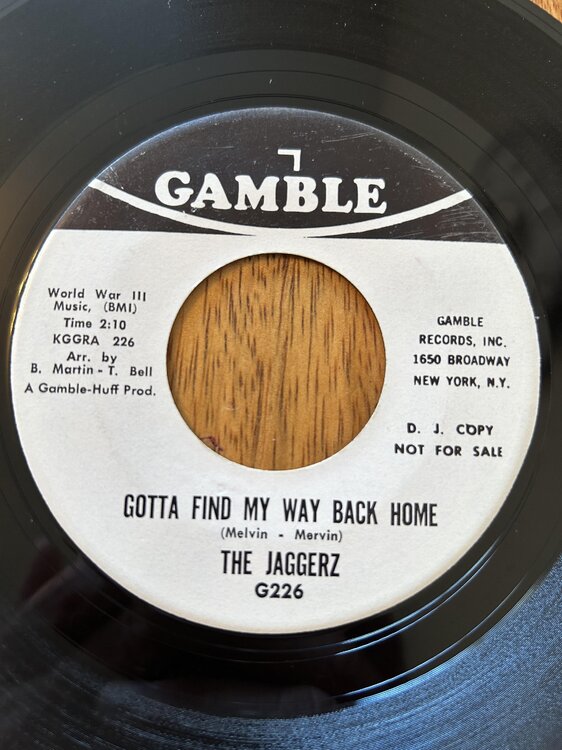 GAMBLE
World War III
Music, (BMI)
Time 2:10
KGGRA 226
Arr. by
B. Martin - T. Bell
A Gamble-Huff Prod.
GAMBLE
RECORDS, INC.
1650 BROADWAY
NEW YORK, N.Y.
D. J. COPY
NOT FOR SALE
GOTTA FIND MY WAY BACK HOME
(Melvin - Mervin)
THE JAGGERZ
G226